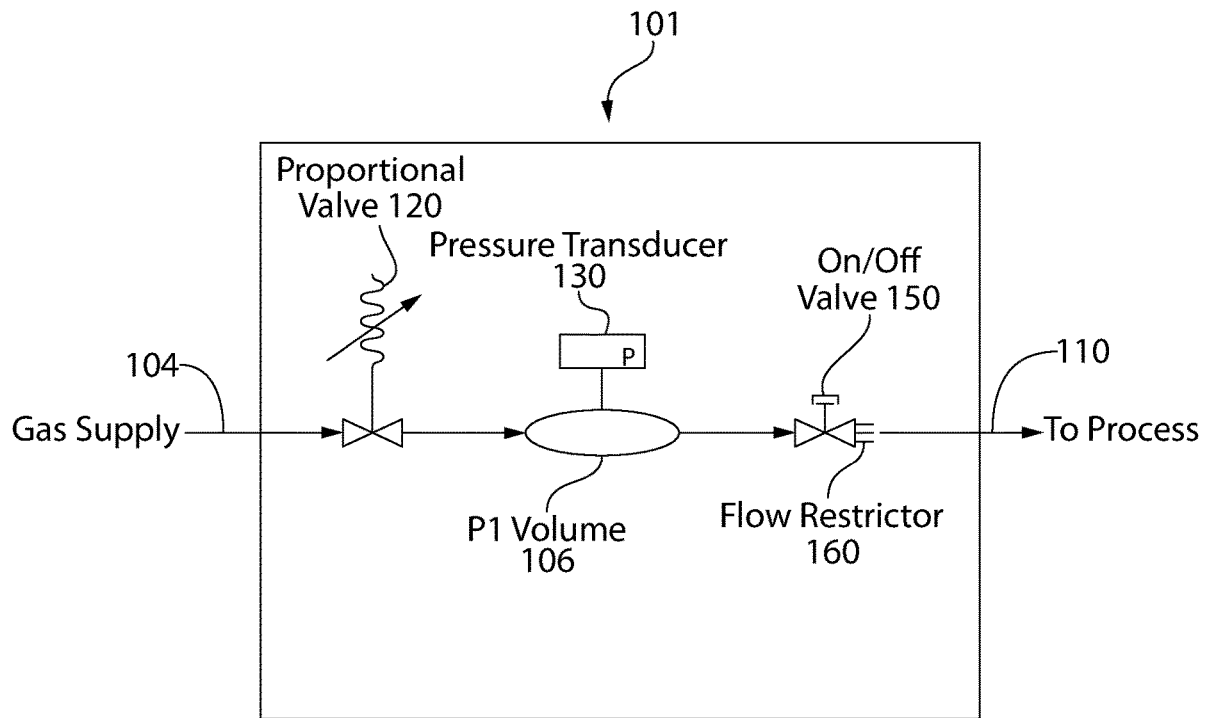 101
Proportional
Valve 120
Pressure Transducer
130
On/Off
Valve 150
P
104
110
Gas Supply
To Process
P1 Volume
106
Flow Restrictor
160